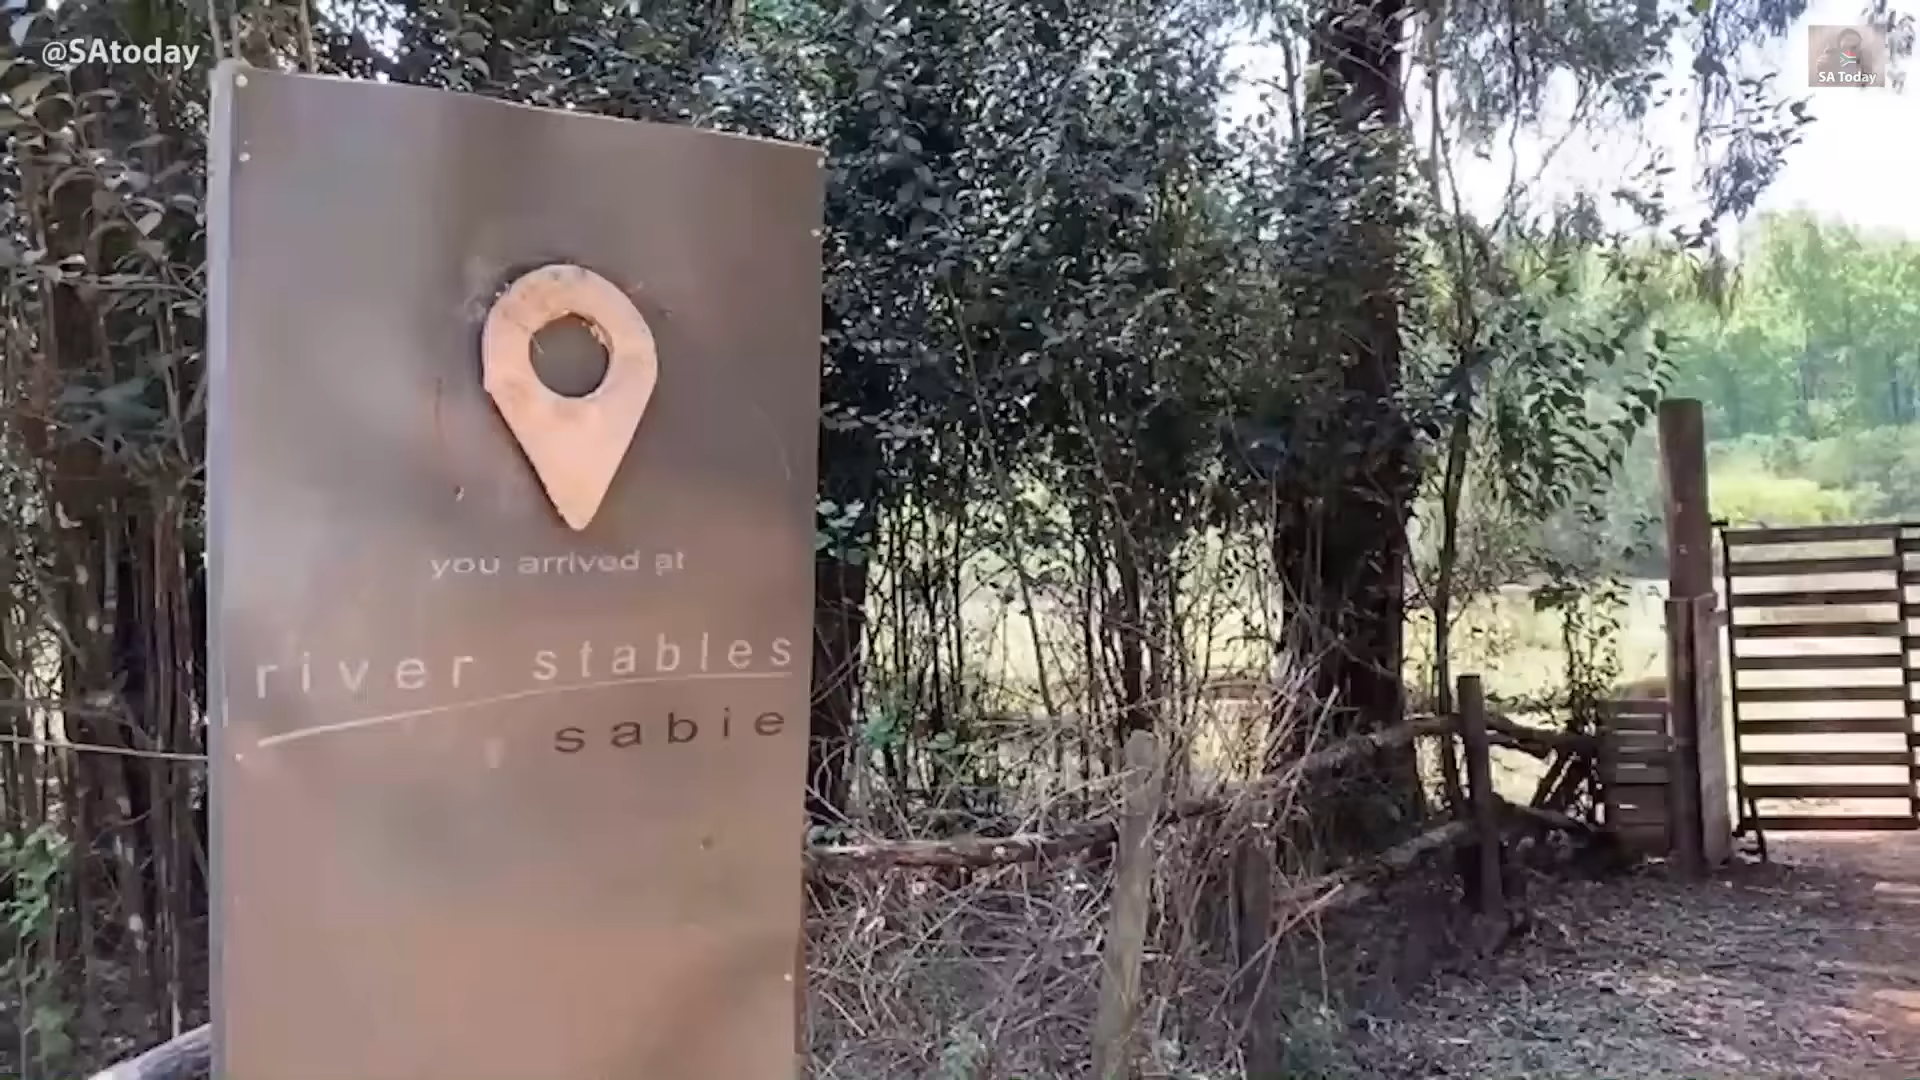 @SAtoday
SA Today
you arrived at
river stables
sabie